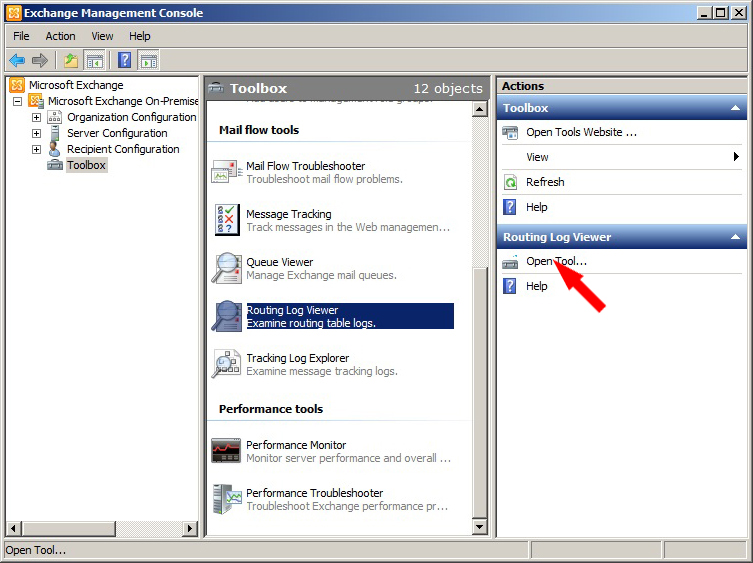 Exchange Management Console
File Action View Help
Microsoft Exchange
Microsoft Exchange On-Premise
Organization Configuration
Server Configuration
Recipient Configuration
Toolbox
Toolbox 12 objects
Mail flow tools
Mail Flow Troubleshooter
Troubleshoot mail flow problems.
Message Tracking
Track messages in the Web managemen...
Queue Viewer
Manage Exchange mail queues.
Routing Log Viewer
Examine routing table logs.
Tracking Log Explorer
Examine message tracking logs.
Performance tools
Performance Monitor
Monitor server performance and overall ...
Performance Troubleshooter
Troubleshoot Exchange performance pr...
Actions
Toolbox
Open Tools Website ...
View
Refresh
Help
Routing Log Viewer
Open Tool...
Help
Open Tool...